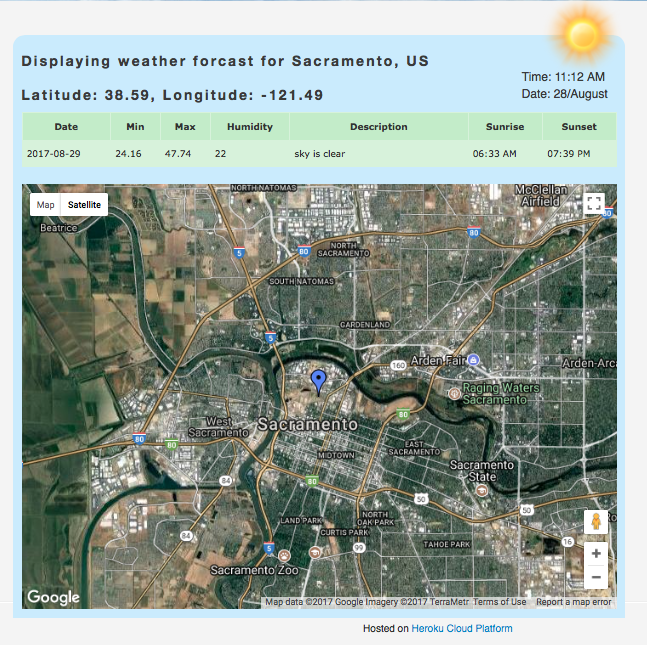 Displaying weather forcast for Sacramento, US
Time: 11:12 AM
Latitude: 38.59, Longitude: -121.49
Date: 28/August
Date Min Max Humidity Description Sunrise Sunset
2017-08-29 24.16 47.74 22 sky is clear 06:33 AM 07:39 PM
Map Satellite
NORTH NATOMAS
McClellan
Airfield
80
Beatrice
80
5
80
NORTH
SACRAMENTO
SOUTH NATOMAS
GARDENLAND
5
160
Arden Fair
Arden-Arca
Raging Waters
Sacramento
80
West
Sacramento
Sacramento
80
80
EAST
SACRAMENTO
MIDTOWN
Sacramento
State
84
80
50
50
LAND PARK
NORTH
OAK PARK
CURTIS PARK
84
5
99
TAHOE PARK
16
Ro
Sacramento Zoo
+
−
Google
Map data ©2017 Google Imagery ©2017 TerraMetr Terms of Use Report a map error
Hosted on Heroku Cloud Platform